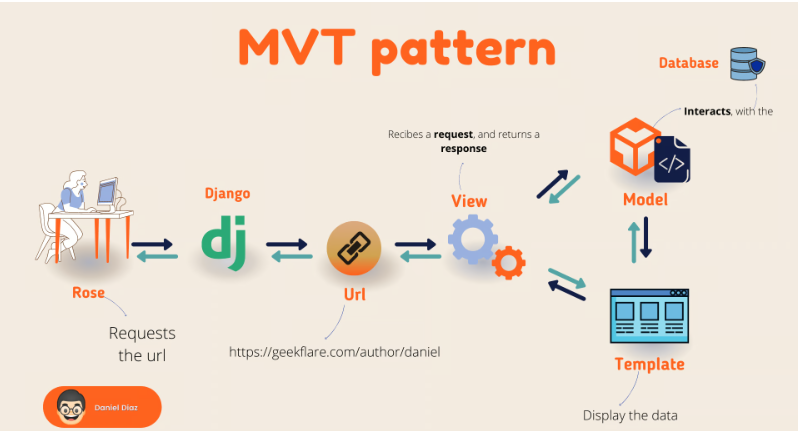 MVT pattern
Database
Interacts, with the
Recibes a request, and returns a
response
Django
dj
View
Model
</>
Rose
Url
Requests
the url
https://geekflare.com/author/daniel
Template
Display the data
Daniel Diaz